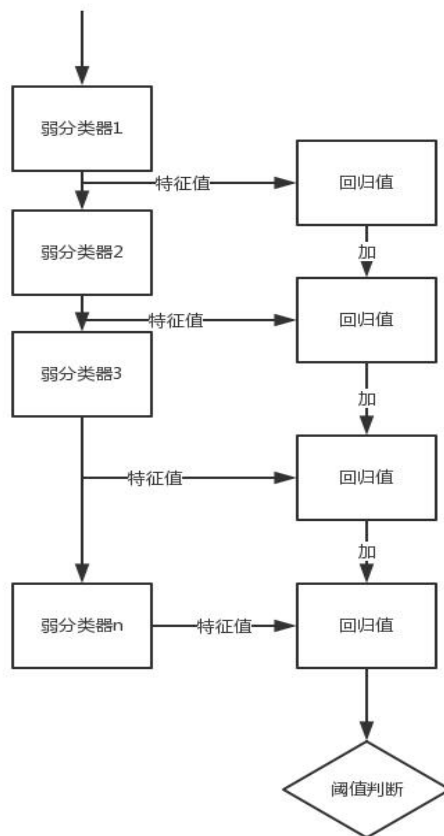 弱分类器1
特征值
回归值
加
弱分类器2
特征值
回归值
弱分类器3
加
特征值
回归值
加
弱分类器n
特征值
回归值
阈值判断